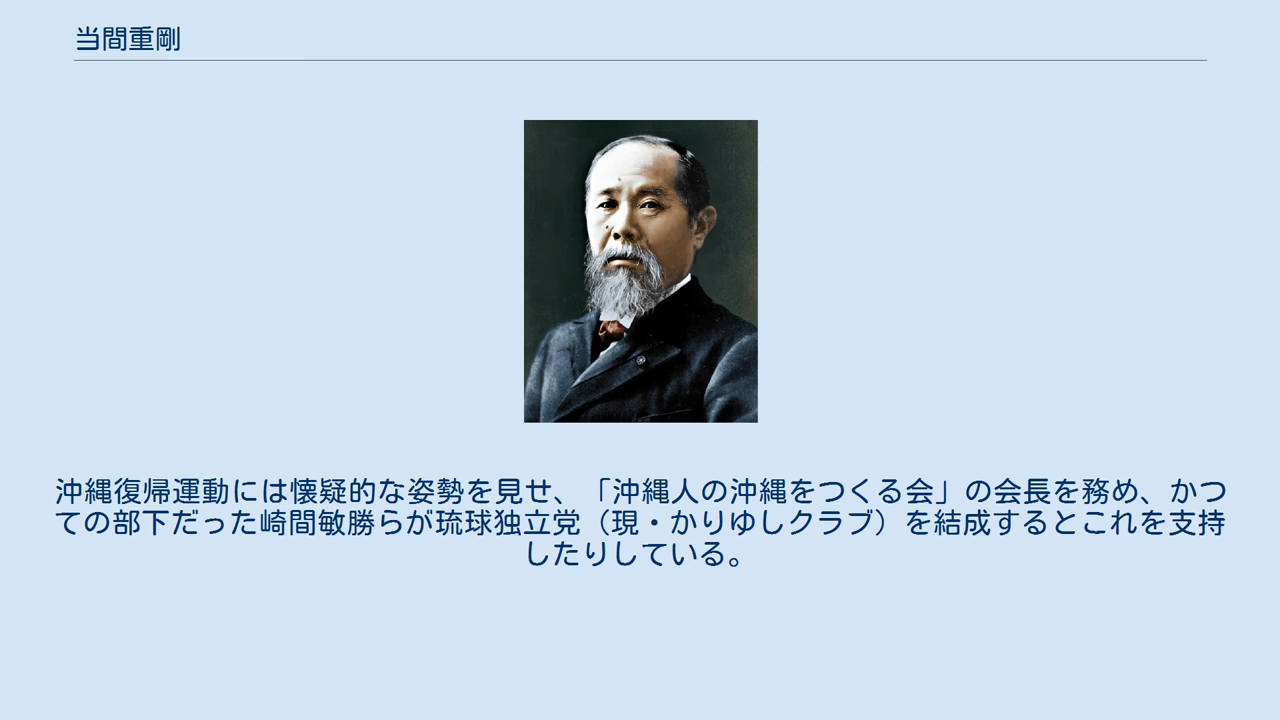 当間重剛
沖縄復帰運動には懐疑的な姿勢を見せ、「沖縄人の沖縄をつくる会」の会長を務め、かつ
ての部下だった崎間敏勝らが琉球独立党（現・かりゆしクラブ）を結成するとこれを支持
したりしている。